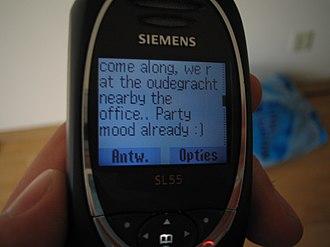 SIEMENS
come along, we r
at the oudegracht
nearby the
office.. Party
mood already :)
Antw. Opties
SL55